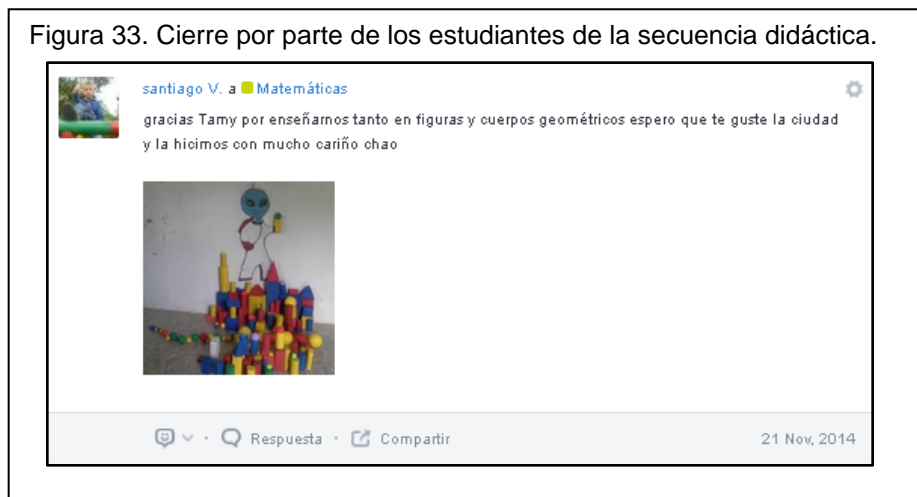 Figura 33. Cierre por parte de los estudiantes de la secuencia didáctica.
santiago V. a Matemáticas
gracias Tamy por enseñarnos tanto en figuras y cuerpos geométricos espero que te guste la ciudad
y la hicimos con mucho cariño chao
Respuesta · Compartir
21 Nov, 2014